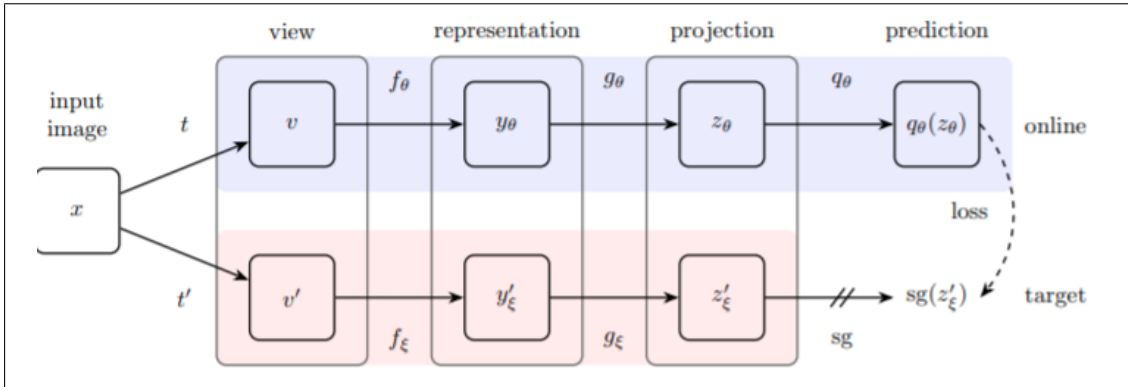 view
representation
projection
prediction
input
image
x
t
v
f_θ
y_θ
g_θ
z_θ
q_θ
q_θ(z_θ)
online
loss
t′
v′
f_ξ
y′_ξ
g_ξ
z′_ξ
sg
sg(z′_ξ)
target